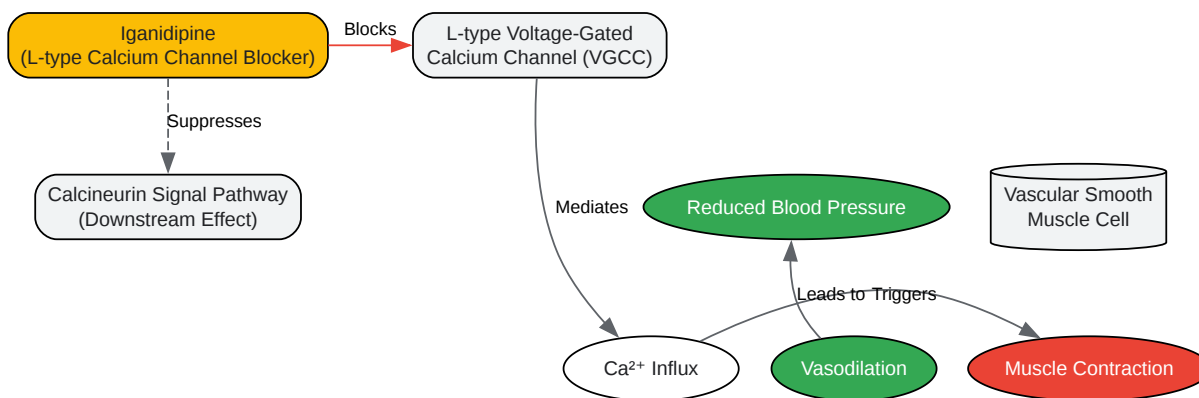 Iganidipine
(L-type Calcium Channel Blocker)
Blocks
L-type Voltage-Gated
Calcium Channel (VGCC)
Suppresses
Calcineurin Signal Pathway
(Downstream Effect)
Mediates
Reduced Blood Pressure
Vascular Smooth
Muscle Cell
Leads to
Triggers
Ca²⁺ Influx
Vasodilation
Muscle Contraction